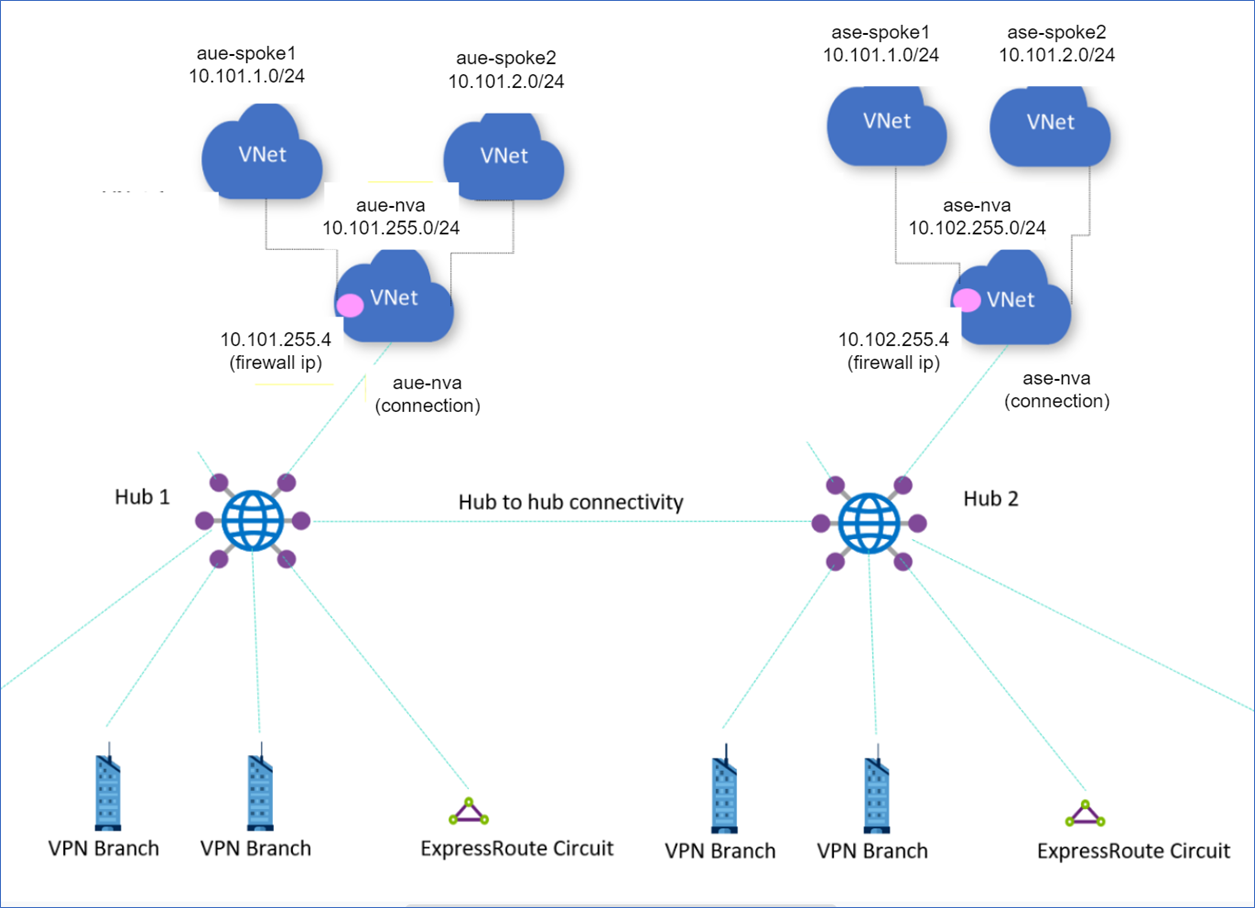 aue-spoke1
10.101.1.0/24
aue-spoke2
10.101.2.0/24
ase-spoke1
10.101.1.0/24
ase-spoke2
10.101.2.0/24
VNet
VNet
VNet
VNet
aue-nva
10.101.255.0/24
ase-nva
10.102.255.0/24
VNet
VNet
10.101.255.4
(firewall ip)
10.102.255.4
(firewall ip)
aue-nva
(connection)
ase-nva
(connection)
Hub 1
Hub to hub connectivity
Hub 2
VPN Branch
VPN Branch
ExpressRoute Circuit
VPN Branch
VPN Branch
ExpressRoute Circuit